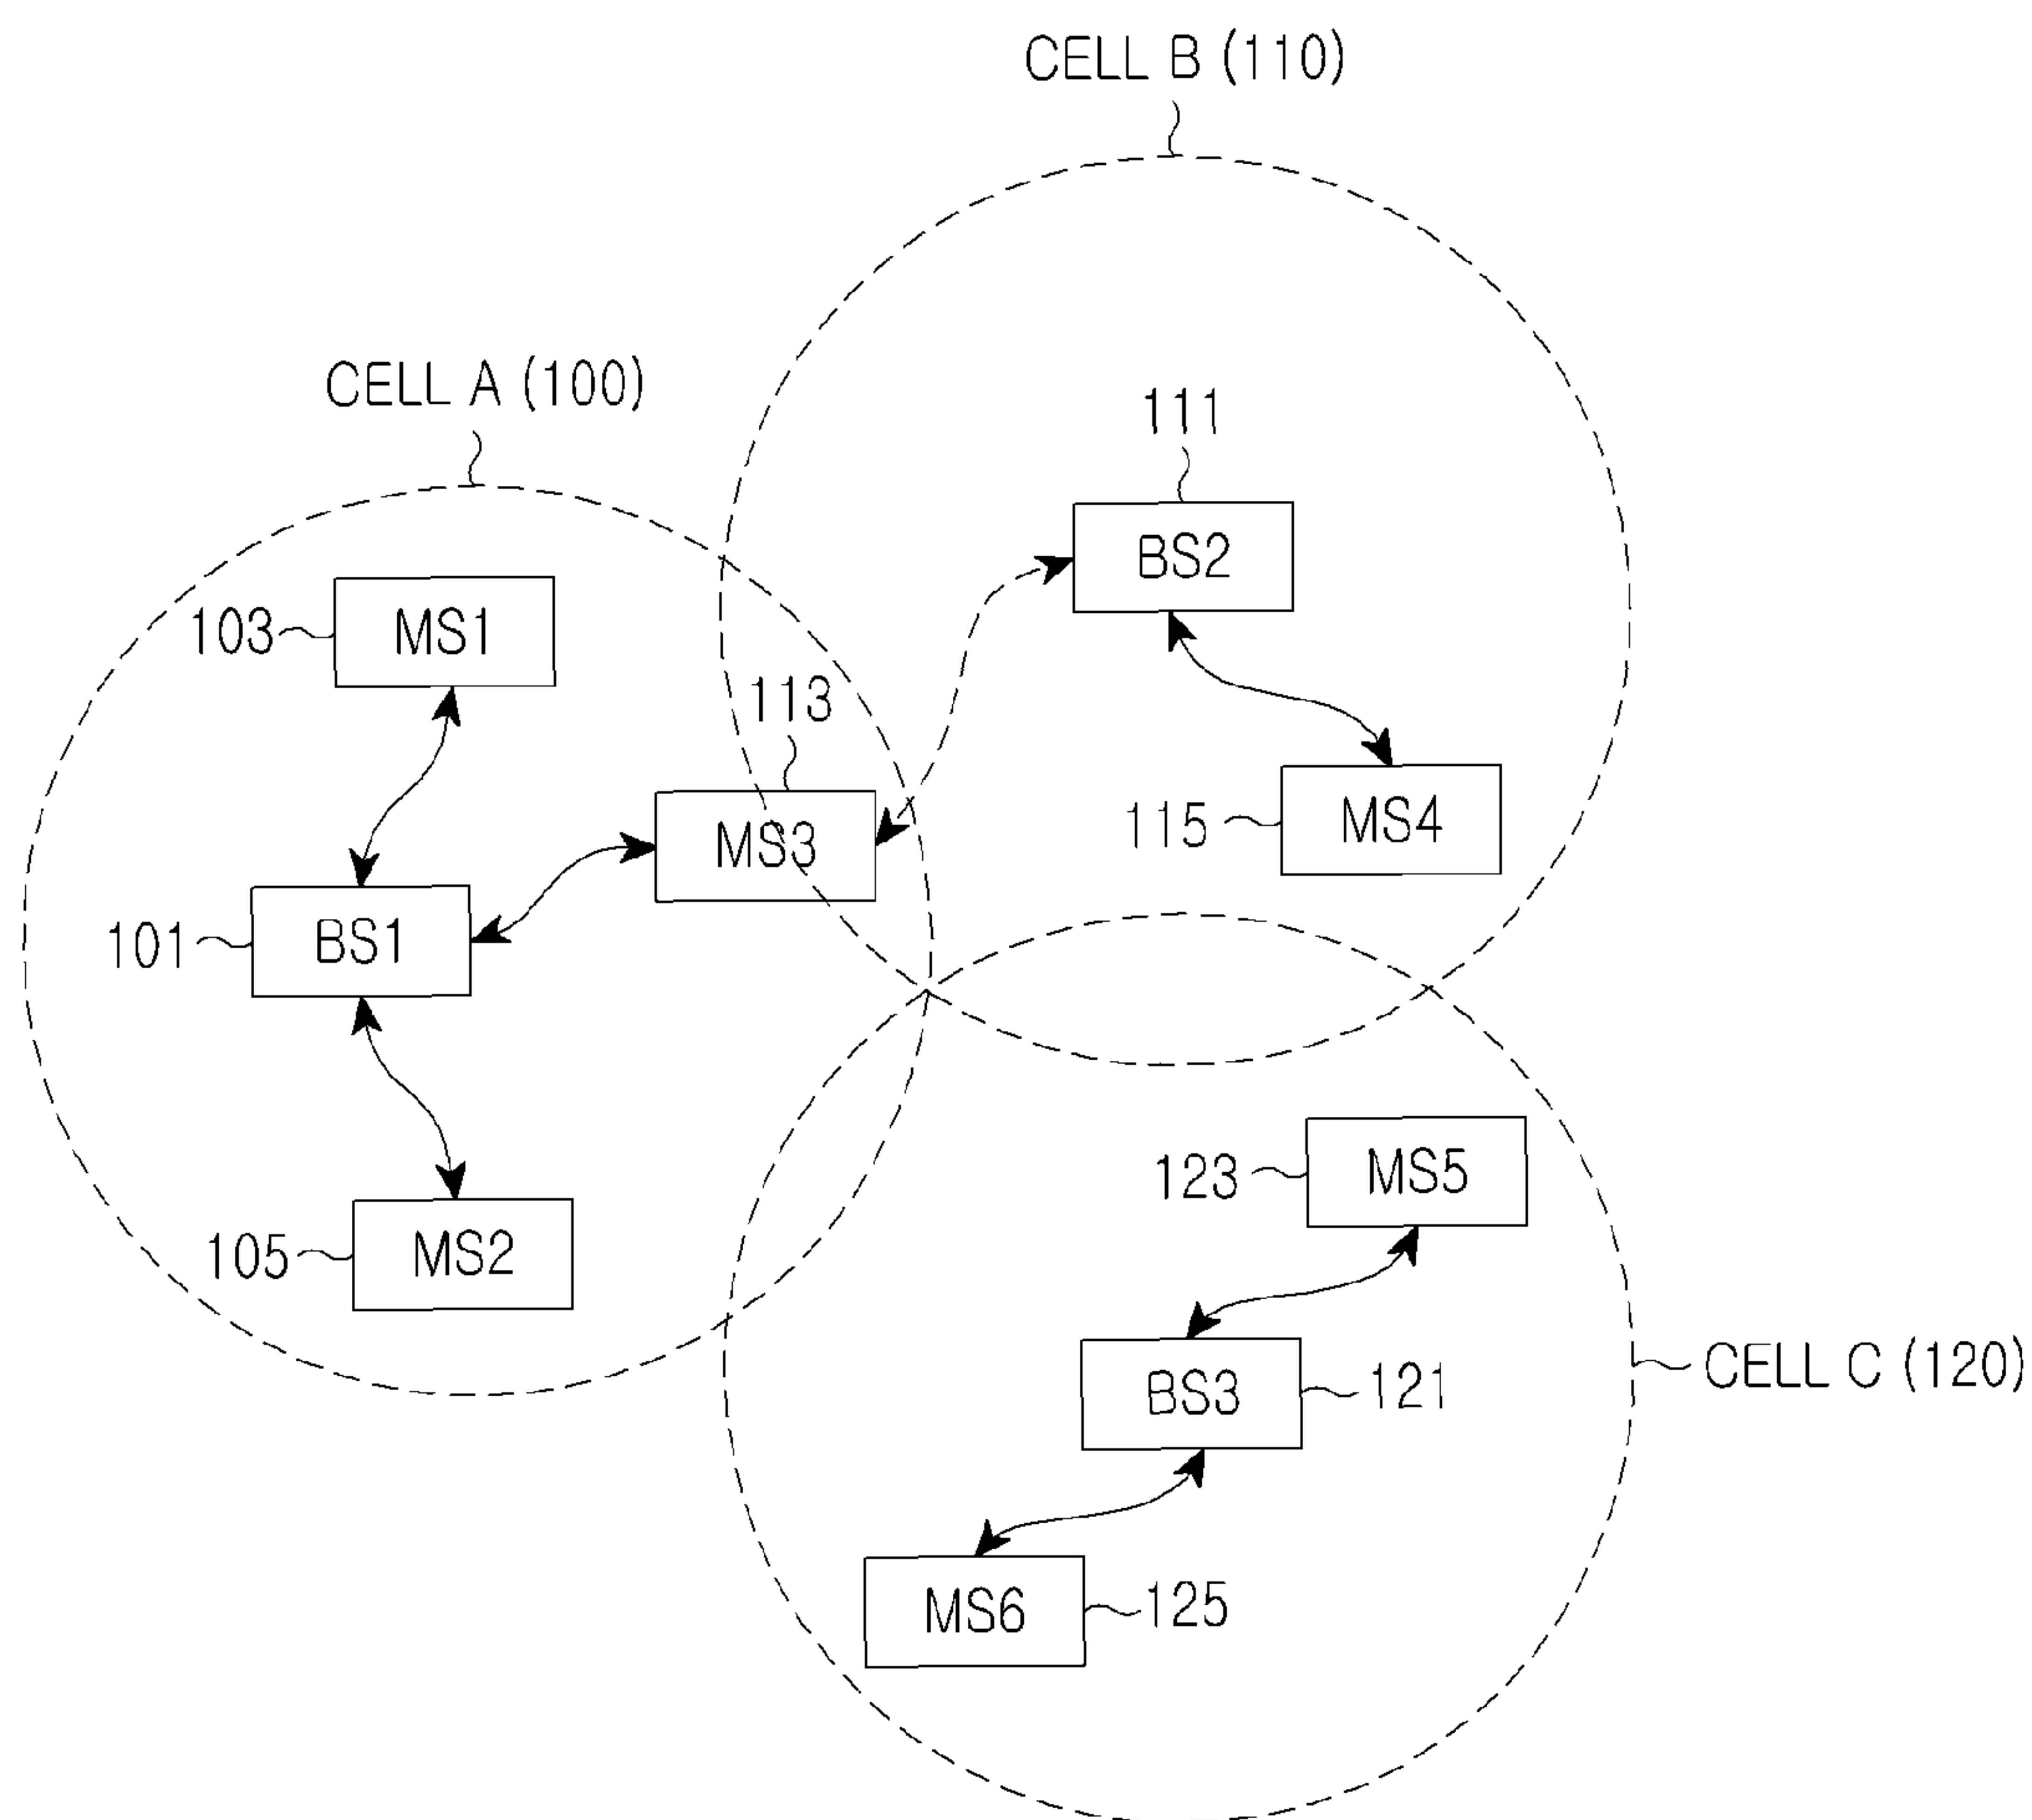 CELL B (110)
CELL A (100)
111
BS2
103
MS1
113
MS3
115
MS4
101
BS1
123
MS5
105
MS2
BS3
121
CELL C (120)
MS6
125